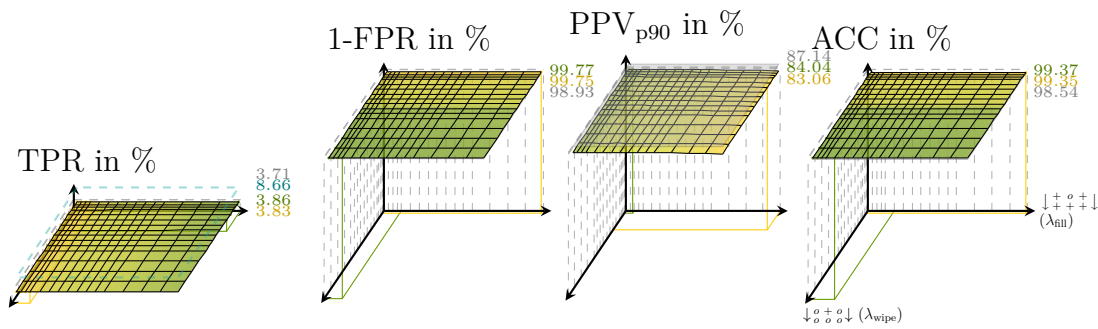 TPR in %
3.71
8.66
3.86
3.83
1-FPR in %
99.77
99.75
98.93
PPVp90 in %
87.14
84.04
83.06
ACC in %
99.37
99.35
98.54
↓ + o + ↓
+ + +
(λfill)
↓ o + o ↓ (λwipe)
o o o